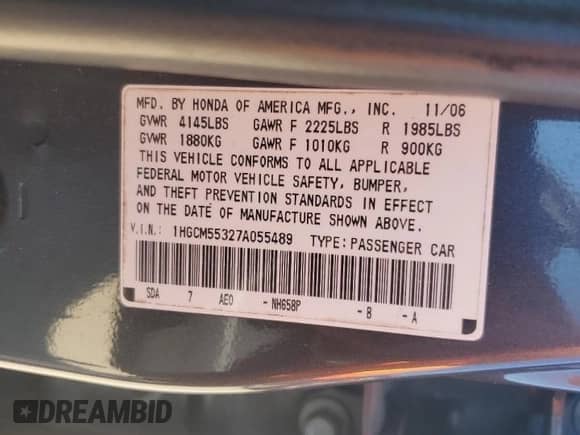 MFD. BY HONDA OF AMERICA MFG., INC. 11/06
GVWR 4145LBS GAWR F 2225LBS R 1985LBS
GVWR 1880KG GAWR F 1010KG R 900KG
THIS VEHICLE CONFORMS TO ALL APPLICABLE
FEDERAL MOTOR VEHICLE SAFETY, BUMPER,
AND THEFT PREVENTION STANDARDS IN EFFECT
ON THE DATE OF MANUFACTURE SHOWN ABOVE.
V.I.N.: 1HGCM55327A055489 TYPE: PASSENGER CAR
SDA 7 AE0 - NH658P - B - A
DREAMBID